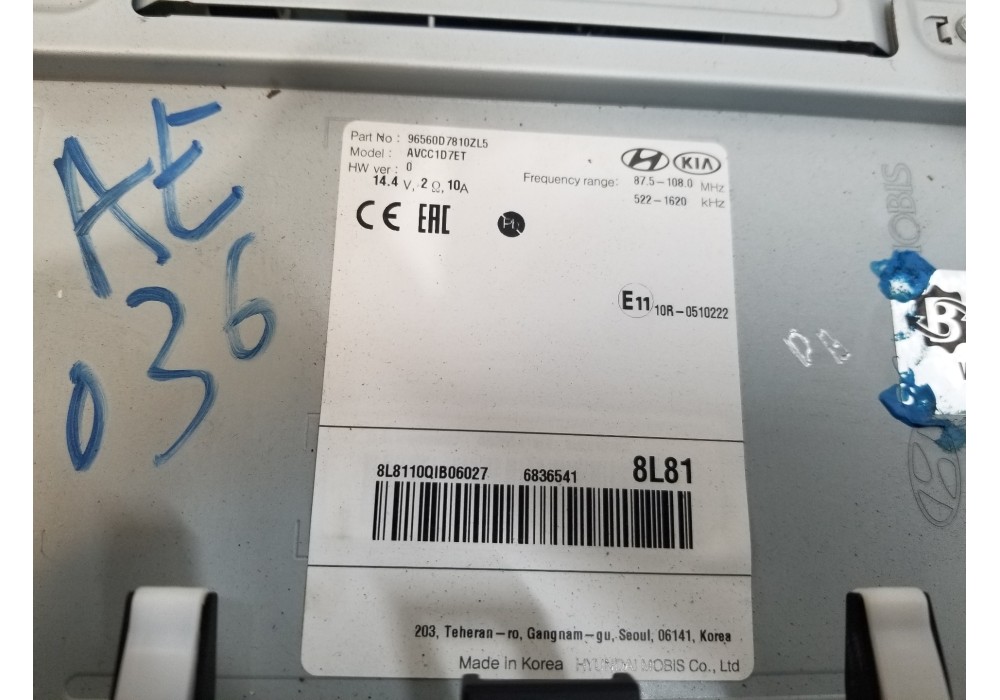 AE
036
Part No : 96560D7810ZL5
Model : AVCC1D7ET
HW ver : 0
14.4 V, 2 Ω, 10A
KIA
Frequency range: 87.5-108.0 MHz
522-1620 kHz
CE EAC
E11 10R-0510222
8L8110QIB06027 6836541 8L81
203, Teheran-ro, Gangnam-gu, Seoul, 06141, Korea
Made in Korea HYUNDAI MOBIS Co., Ltd
MOBIS
B